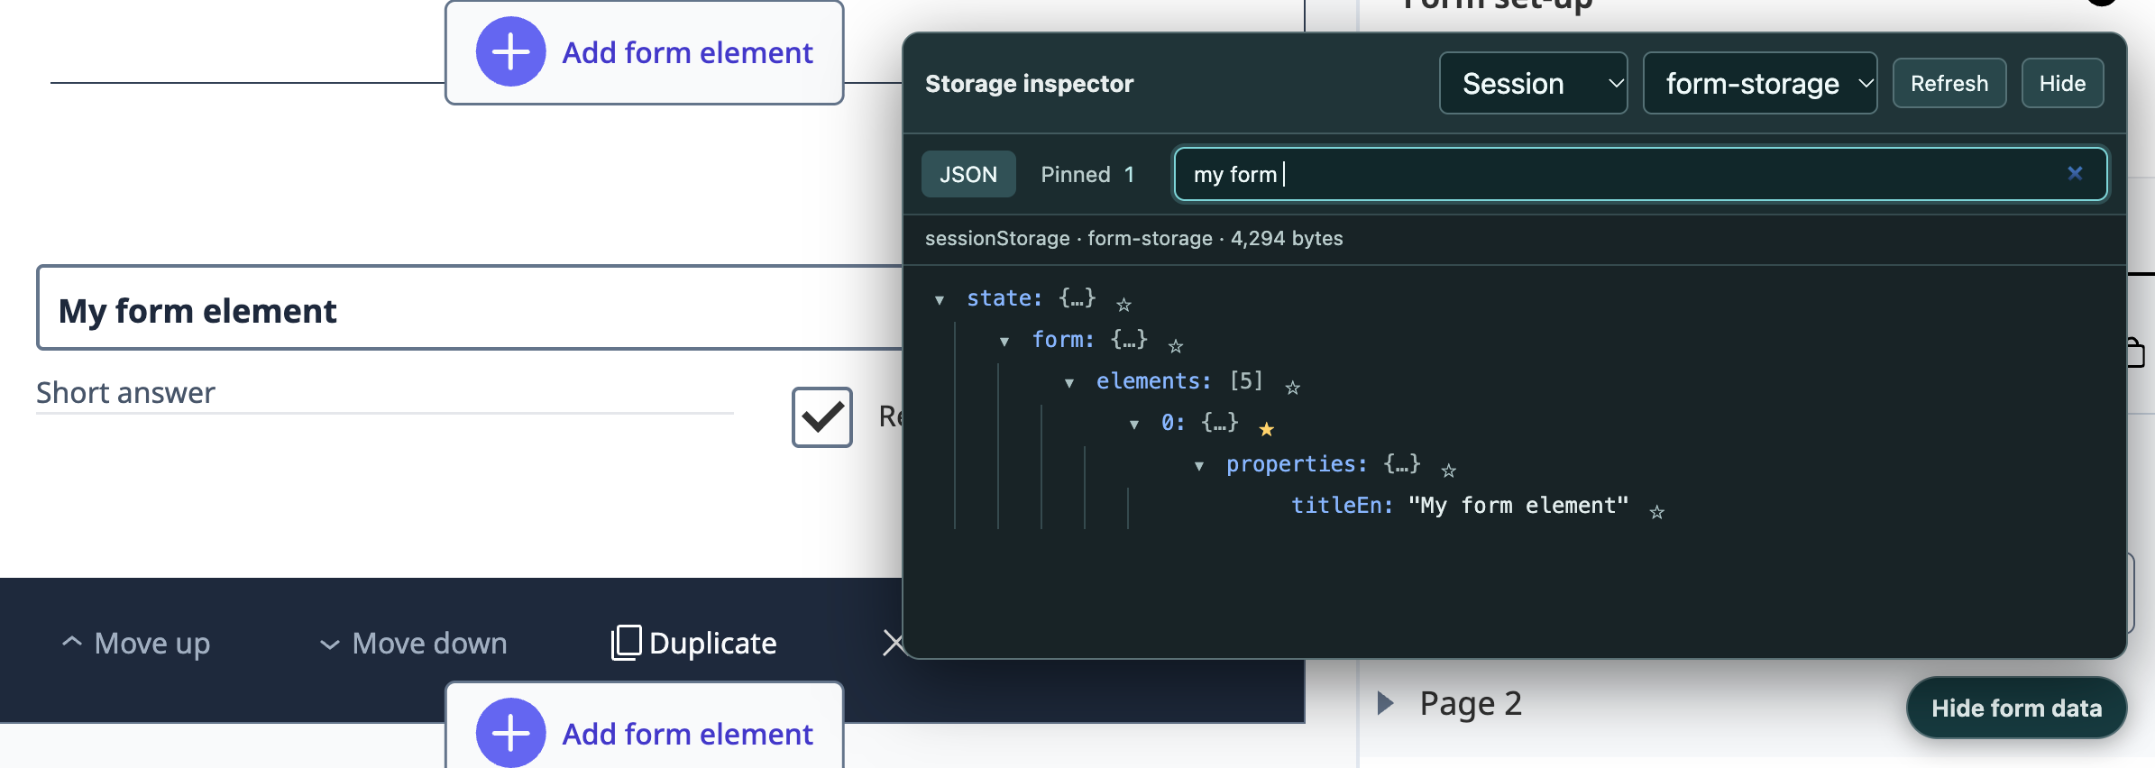 Add form element
Form set-up
Storage inspector
Session
form-storage
Refresh
Hide
JSON
Pinned 1
my form
sessionStorage · form-storage · 4,294 bytes
state: {…}
form: {…}
elements: [5]
0: {…}
properties: {…}
titleEn: "My form element"
My form element
Short answer
Move up
Move down
Duplicate
Add form element
Page 2
Hide form data